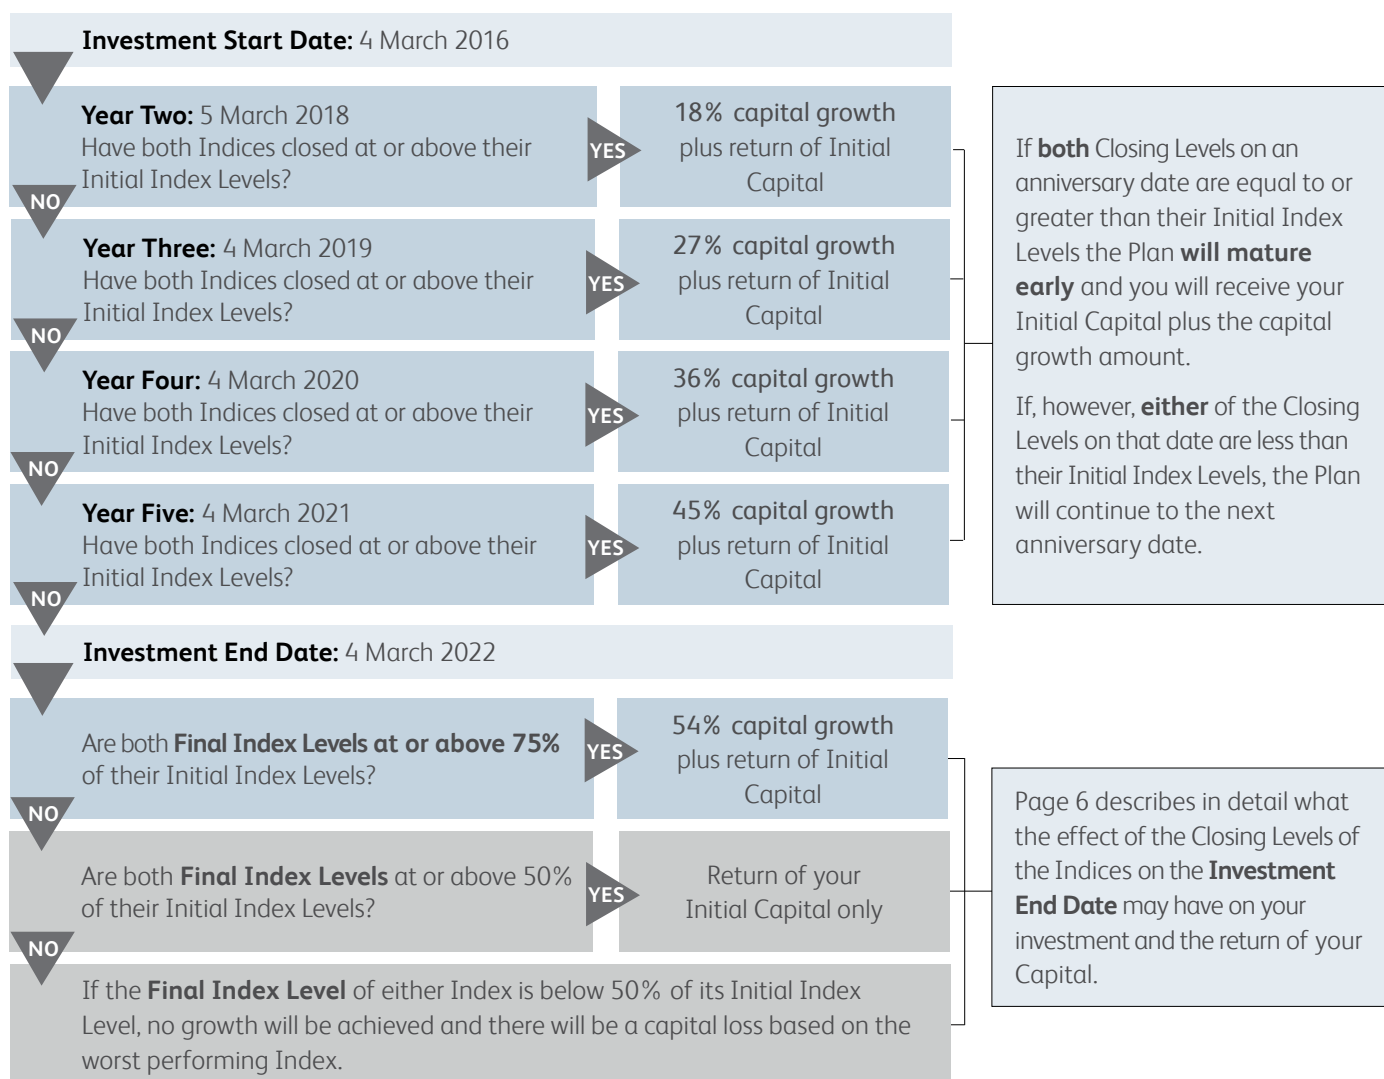 Investment Start Date: 4 March 2016
Year Two: 5 March 2018
Have both Indices closed at or above their
Initial Index Levels?
YES
18% capital growth
plus return of Initial
Capital
NO
Year Three: 4 March 2019
Have both Indices closed at or above their
Initial Index Levels?
YES
27% capital growth
plus return of Initial
Capital
NO
Year Four: 4 March 2020
Have both Indices closed at or above their
Initial Index Levels?
YES
36% capital growth
plus return of Initial
Capital
NO
Year Five: 4 March 2021
Have both Indices closed at or above their
Initial Index Levels?
YES
45% capital growth
plus return of Initial
Capital
NO
If both Closing Levels on an
anniversary date are equal to or
greater than their Initial Index
Levels the Plan will mature
early and you will receive your
Initial Capital plus the capital
growth amount.
If, however, either of the Closing
Levels on that date are less than
their Initial Index Levels, the Plan
will continue to the next
anniversary date.
Investment End Date: 4 March 2022
Are both Final Index Levels at or above 75%
of their Initial Index Levels?
YES
54% capital growth
plus return of Initial
Capital
NO
Are both Final Index Levels at or above 50%
of their Initial Index Levels?
YES
Return of your
Initial Capital only
NO
If the Final Index Level of either Index is below 50% of its Initial Index
Level, no growth will be achieved and there will be a capital loss based on the
worst performing Index.
Page 6 describes in detail what
the effect of the Closing Levels of
the Indices on the Investment
End Date may have on your
investment and the return of your
Capital.